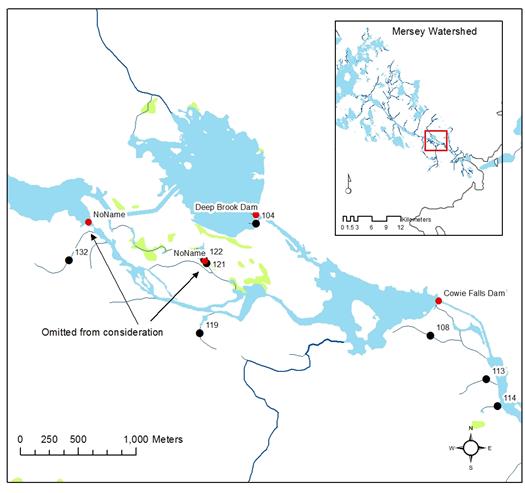 Mersey Watershed
0 1.5 3 6 9 12
Kilometers
Deep Brook Dam
104
NoName
NoName
122
121
132
Omitted from consideration
119
Cowie Falls Dam
108
113
114
0 250 500 1,000 Meters
N
W E
S